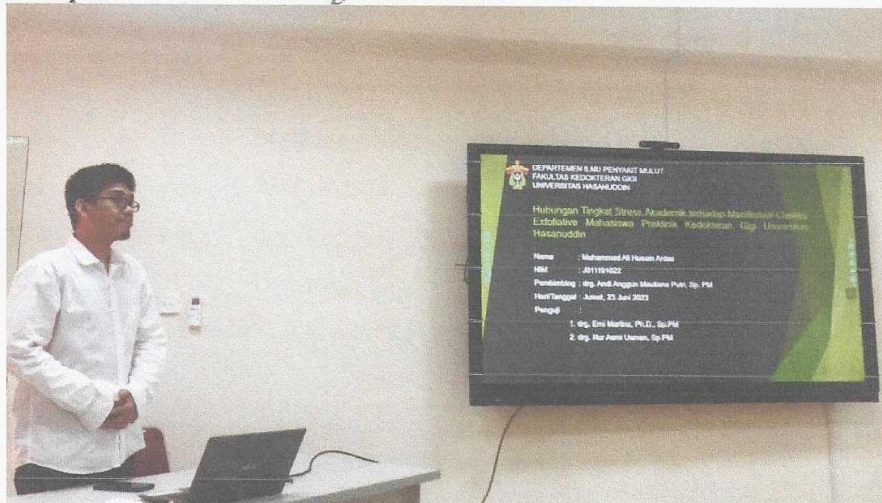 DEPARTEMEN ILMU PENYAKIT MULUT
FAKULTAS KEDOKTERAN GIGI
UNIVERSITAS HASANUDDIN
Hubungan Tingkat Stress Akademik terhadap Manifestasi Cheilitis
Exfoliative Mahasiswa Preklinik Kedokteran Gigi Universitas
Hasanuddin
Nama : Muhammad Ali Husein Ardas
NIM : J011191022
Pembimbing : drg. Andi Anggun Mauliana Putri, Sp. PM
Hari/Tanggal : Jumat, 23 Juni 2023
Penguji :
1. drg. Erni Marlina, Ph.D., Sp.PM
2. drg. Nur Asmi Usman, Sp.PM